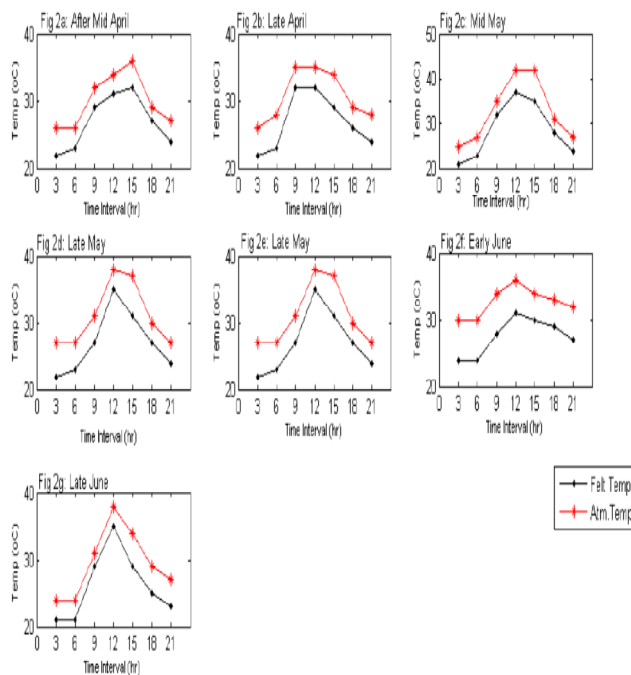 Fig 2a: After Mid April
Fig 2b: Late April
Fig 2c: Mid May
Temp (oC)
40
30
20
0 3 6 9 12 15 18 21
Time Interval (hr)
Temp (oC)
40
30
20
0 3 6 9 12 15 18 21
Time Interval (hr)
Temp (oC)
50
40
30
20
0 3 6 9 12 15 18 21
Time Interval (hr)
Fig 2d: Late May
Fig 2e: Late May
Fig 2f: Early June
Temp (oC)
40
30
20
0 3 6 9 12 15 18 21
Time Interval (hr)
Temp (oC)
40
30
20
0 3 6 9 12 15 18 21
Time Interval (hr)
Temp (oC)
40
30
20
0 3 6 9 12 15 18 21
Time Interval (hr)
Fig 2g: Late June
Temp (oC)
40
30
20
0 3 6 9 12 15 18 21
Time Interval (hr)
Felt Temp
Atm.Temp